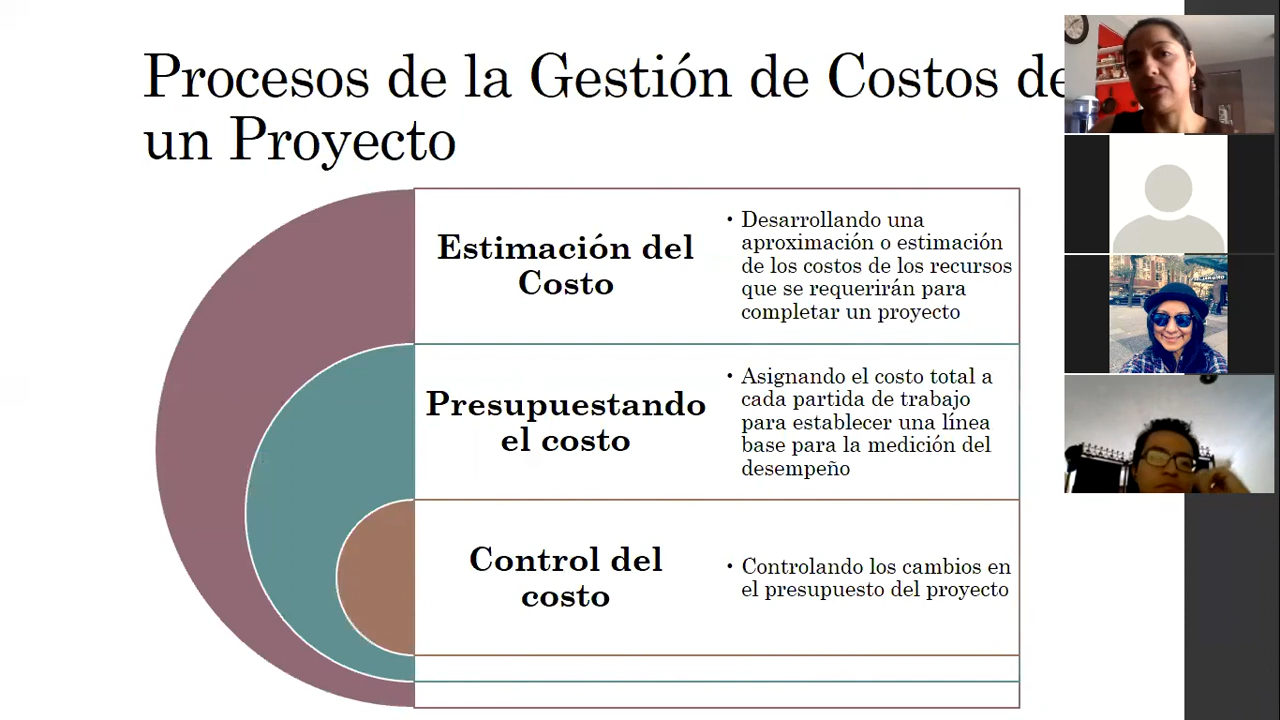 Procesos de la Gestión de Costos de
un Proyecto
Estimación del
Costo
• Desarrollando una
aproximación o estimación
de los costos de los recursos
que se requerirán para
completar un proyecto
Presupuestando
el costo
• Asignando el costo total a
cada partida de trabajo
para establecer una línea
base para la medición del
desempeño
Control del
costo
• Controlando los cambios en
el presupuesto del proyecto